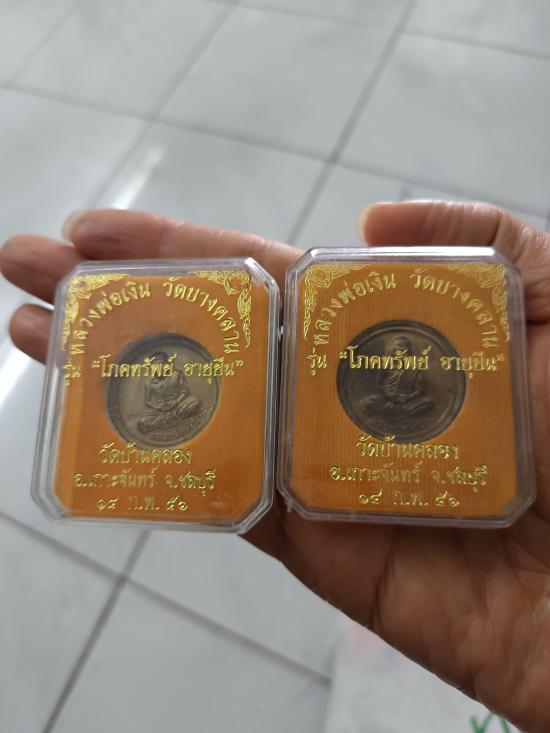 หลวงพ่อเงิน วัดบางคลาน
รุ่น "โภคทรัพย์ อายุยืน"
วัดบ้านคลอง
อ.เกาะจันทร์ จ.ชลบุรี
๑๔ ก.พ. ๕๖
หลวงพ่อเงิน วัดบางคลาน
รุ่น "โภคทรัพย์ อายุยืน"
วัดบ้านคลอง
อ.เกาะจันทร์ จ.ชลบุรี
๑๔ ก.พ. ๕๖